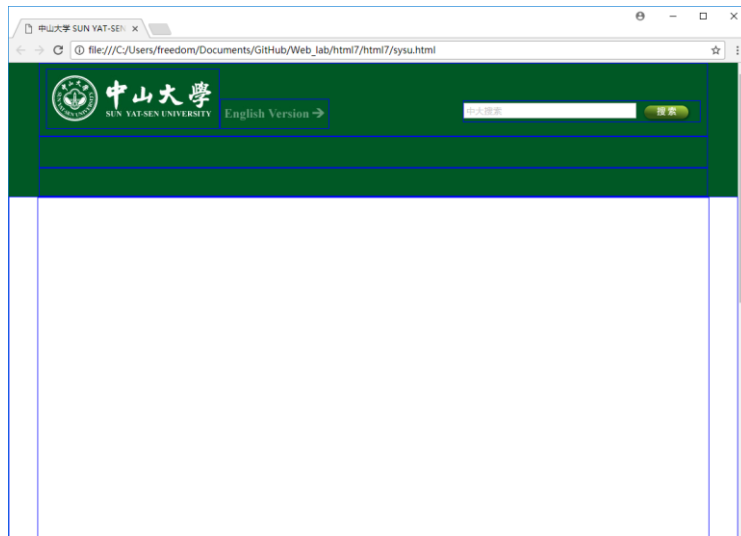 中山大学 SUN YAT-SEN
file:///C:/Users/freedom/Documents/GitHub/Web_lab/html7/html7/sysu.html
中山大學
SUN YAT-SEN UNIVERSITY
English Version →
中大搜索
搜索